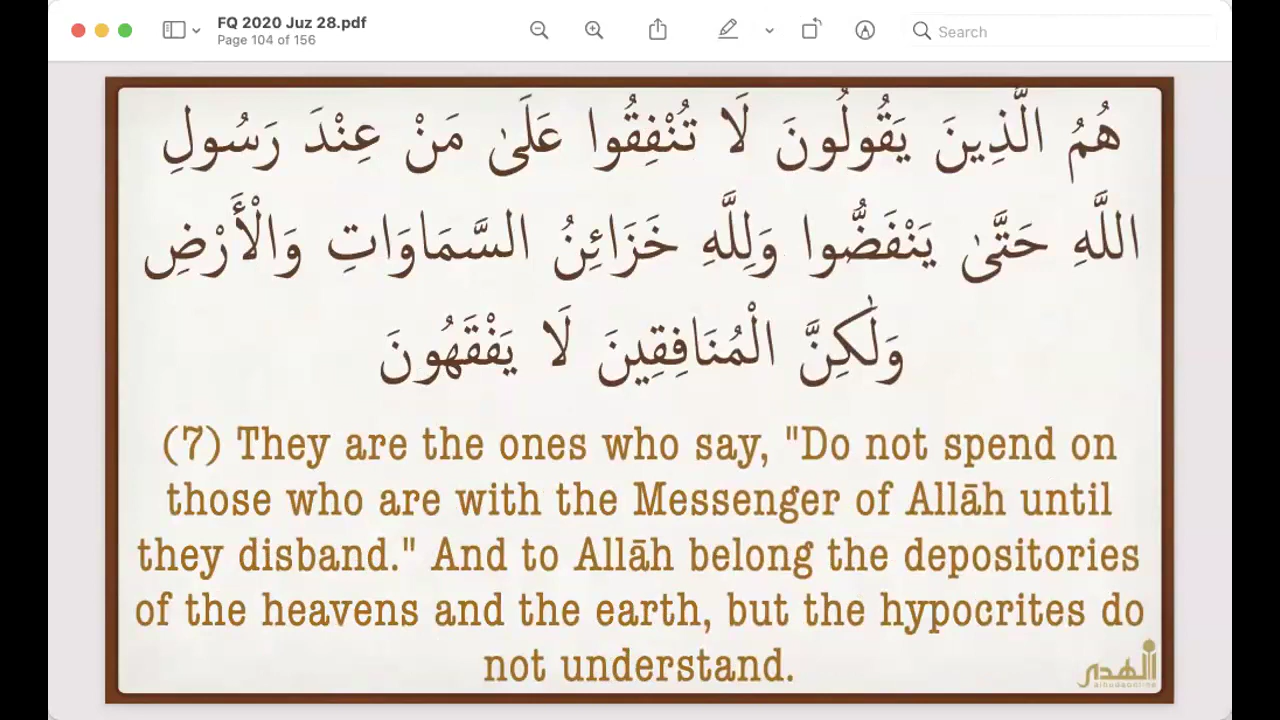 FQ 2020 Juz 28.pdf
Page 104 of 156
Search
هُمُ الَّذِينَ يَقُولُونَ لَا تُنْفِقُوا عَلَىٰ مَنْ عِنْدَ رَسُولِ
اللَّهِ حَتَّىٰ يَنْفَضُّوا وَلِلَّهِ خَزَائِنُ السَّمَاوَاتِ وَالْأَرْضِ
وَلَٰكِنَّ الْمُنَافِقِينَ لَا يَفْقَهُونَ
(7) They are the ones who say, "Do not spend on
those who are with the Messenger of Allāh until
they disband." And to Allāh belong the depositories
of the heavens and the earth, but the hypocrites do
not understand.
الهدى
alhudaonline